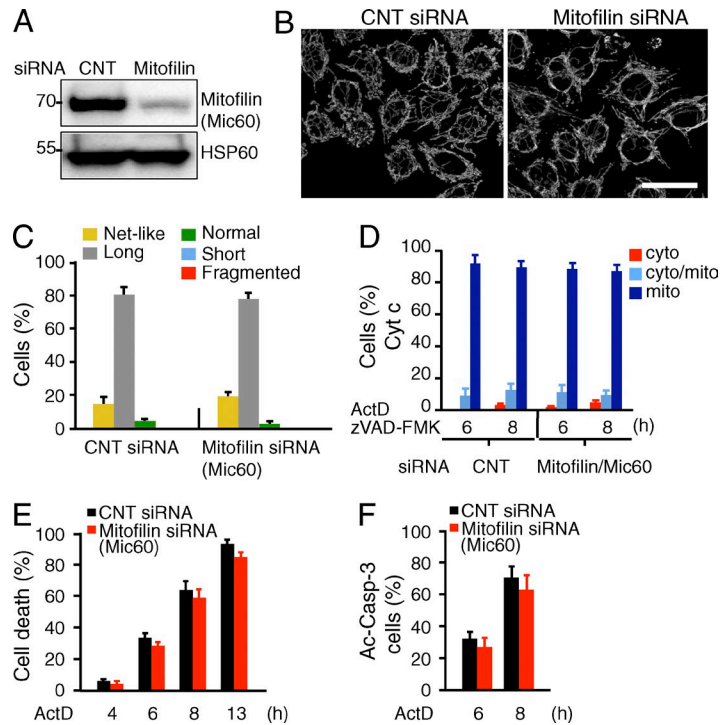 A
siRNA CNT Mitofilin
70
Mitofilin
(Mic60)
55
HSP60
B
CNT siRNA
Mitofilin siRNA
C
Net-like
Normal
Long
Short
Fragmented
Cells (%)
100
80
60
40
20
0
CNT siRNA
Mitofilin siRNA
(Mic60)
D
cyto
cyto/mito
mito
Cells (%)
Cyt c
100
80
60
40
20
0
ActD
zVAD-FMK 6 8 6 8 (h)
siRNA CNT Mitofilin/Mic60
E
CNT siRNA
Mitofilin siRNA
(Mic60)
Cell death (%)
100
80
60
40
20
0
ActD 4 6 8 13 (h)
F
CNT siRNA
Mitofilin siRNA
(Mic60)
Ac-Casp-3
cells (%)
100
80
60
40
20
0
ActD 6 8 (h)